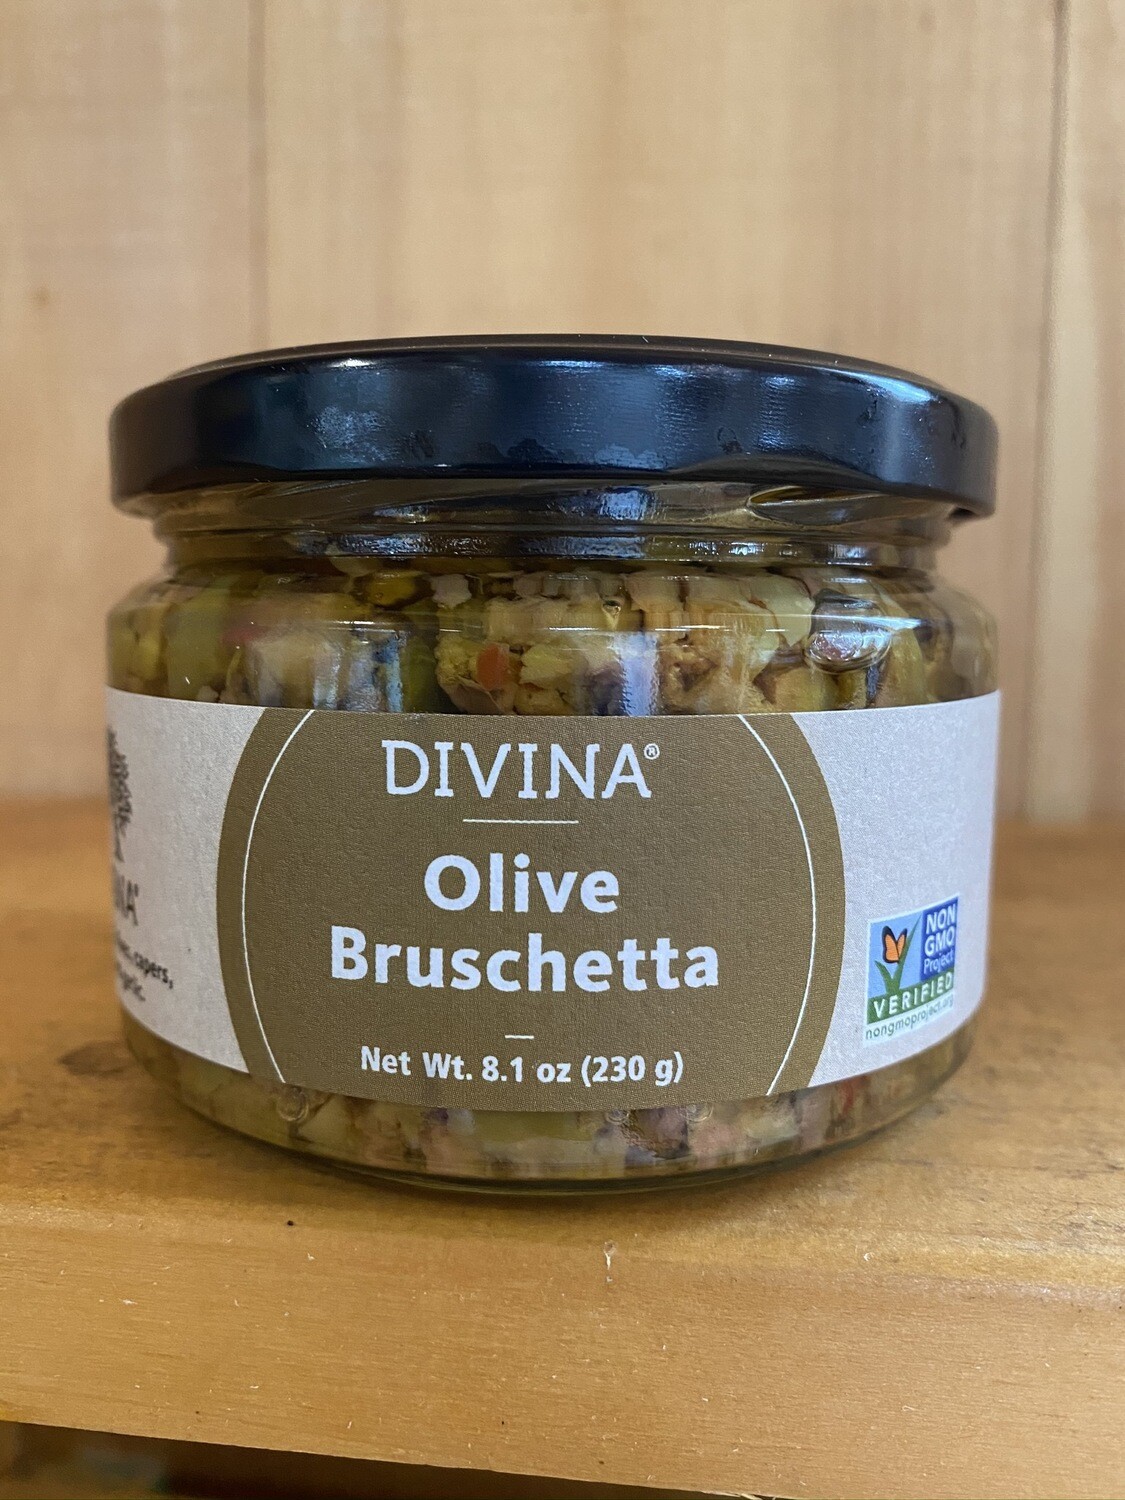 DIVINA®
Olive
Bruschetta
Net Wt. 8.1 oz (230 g)
capers,
NON
GMO
Project
VERIFIED
nongmoproject.org